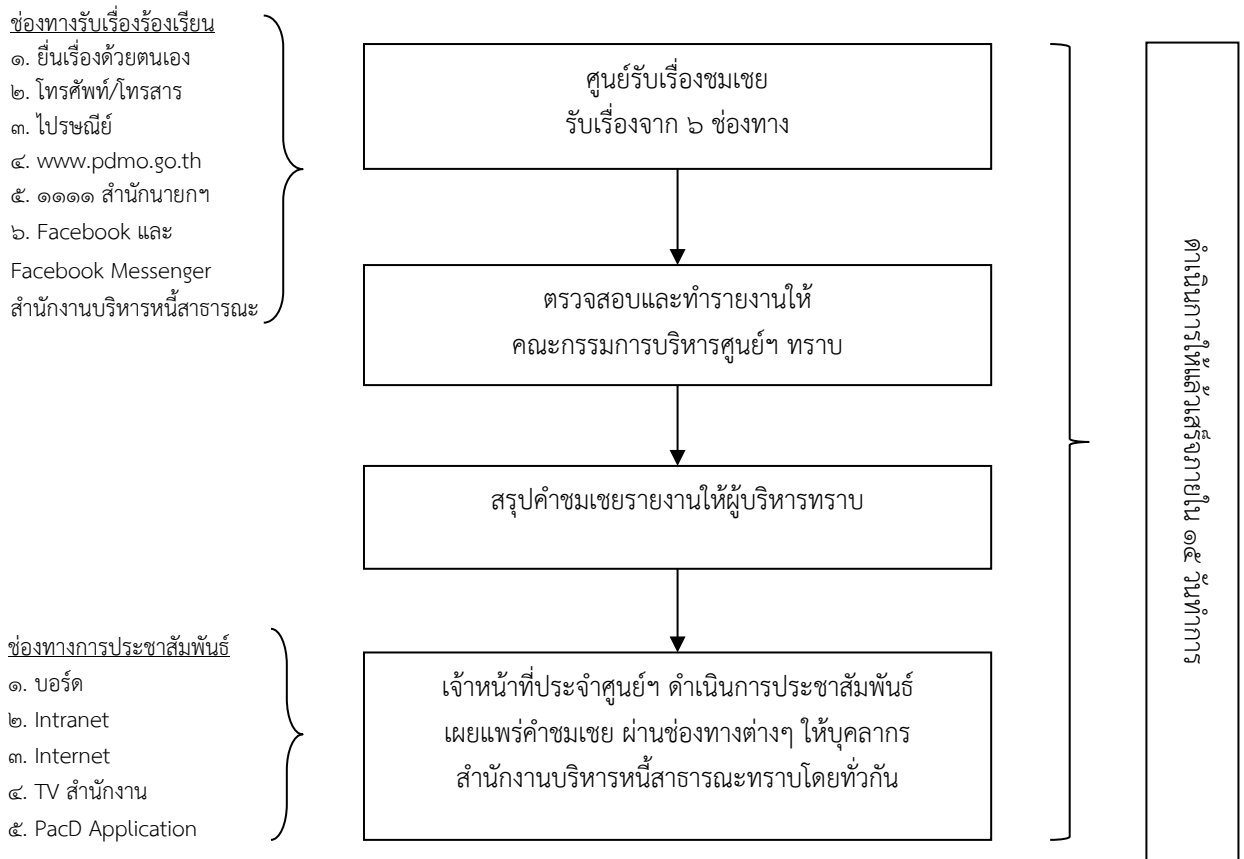 ช่องทางรับเรื่องร้องเรียน
๑. ยื่นเรื่องด้วยตนเอง
๒. โทรศัพท์/โทรสาร
๓. ไปรษณีย์
๔. www.pdmo.go.th
๕. ๑๑๑๑ สำนักนายกฯ
๖. Facebook และ
Facebook Messenger
สำนักงานบริหารหนี้สาธารณะ
ศูนย์รับเรื่องชมเชย
รับเรื่องจาก ๖ ช่องทาง
ตรวจสอบและทำรายงานให้
คณะกรรมการบริหารศูนย์ฯ ทราบ
สรุปคำชมเชยรายงานให้ผู้บริหารทราบ
ช่องทางการประชาสัมพันธ์
๑. บอร์ด
๒. Intranet
๓. Internet
๔. TV สำนักงาน
๕. PacD Application
เจ้าหน้าที่ประจำศูนย์ฯ ดำเนินการประชาสัมพันธ์
เผยแพร่คำชมเชย ผ่านช่องทางต่างๆ ให้บุคลากร
สำนักงานบริหารหนี้สาธารณะทราบโดยทั่วกัน
ดำเนินการให้แล้วเสร็จภายใน ๑๕ วันทำการ